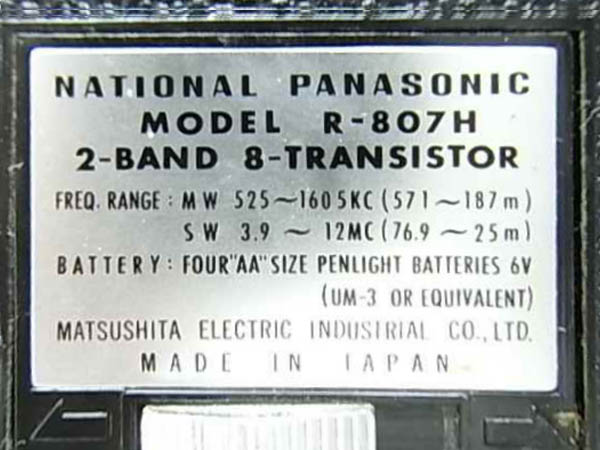 NATIONAL PANASONIC
MODEL R-807H
2-BAND 8-TRANSISTOR
FREQ. RANGE : MW 525~1605KC (571~187m)
SW 3.9 ~ 12MC (76.9 ~ 25m)
BATTERY : FOUR "AA" SIZE PENLIGHT BATTERIES 6V
(UM-3 OR EQUIVALENT)
MATSUSHITA ELECTRIC INDUSTRIAL CO., LTD.
MADE IN JAPAN